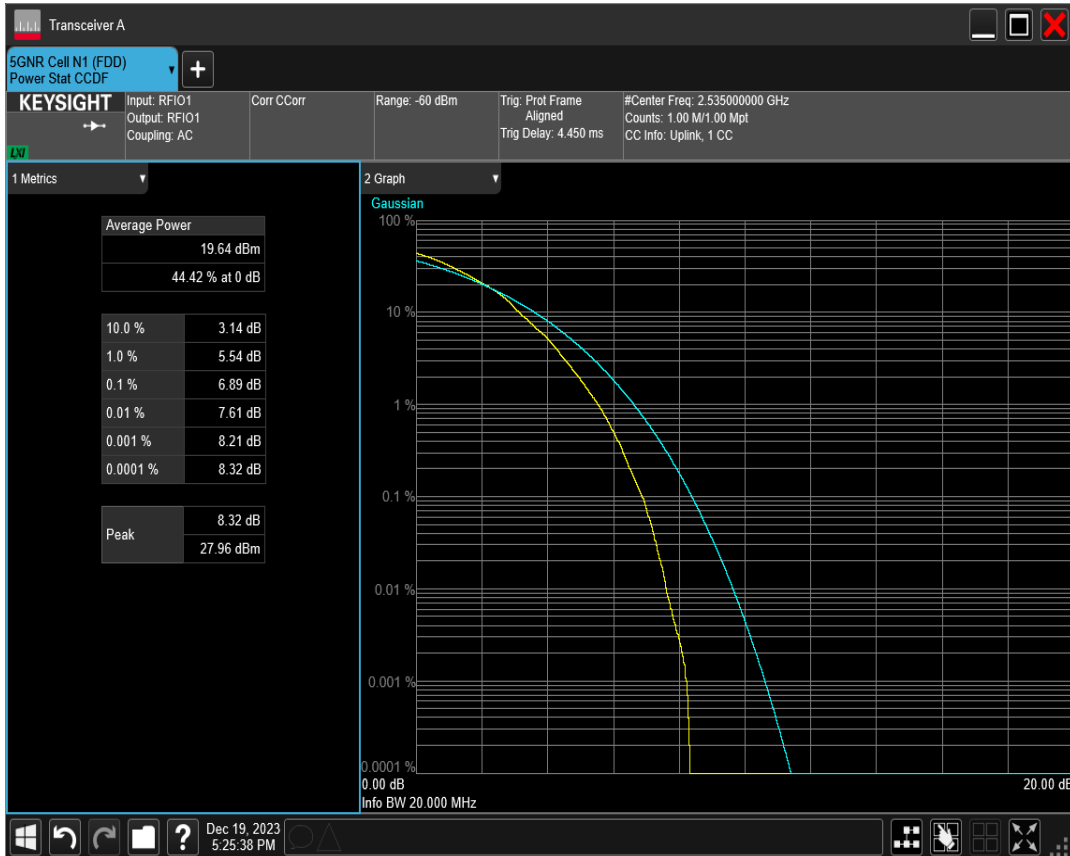 Transceiver A
5GNR Cell N1 (FDD)
Power Stat CCDF
+
KEYSIGHT
LXI
Input: RFIO1
Output: RFIO1
Coupling: AC
Corr CCorr
Range: -60 dBm
Trig: Prot Frame
Aligned
Trig Delay: 4.450 ms
#Center Freq: 2.535000000 GHz
Counts: 1.00 M/1.00 Mpt
CC Info: Uplink, 1 CC
1 Metrics
Average Power
19.64 dBm
44.42 % at 0 dB
10.0 % 3.14 dB
1.0 % 5.54 dB
0.1 % 6.89 dB
0.01 % 7.61 dB
0.001 % 8.21 dB
0.0001 % 8.32 dB
Peak
8.32 dB
27.96 dBm
2 Graph
Gaussian
100 %
10 %
1 %
0.1 %
0.01 %
0.001 %
0.0001 %
0.00 dB 20.00 dB
Info BW 20.000 MHz
?
Dec 19, 2023
5:25:38 PM